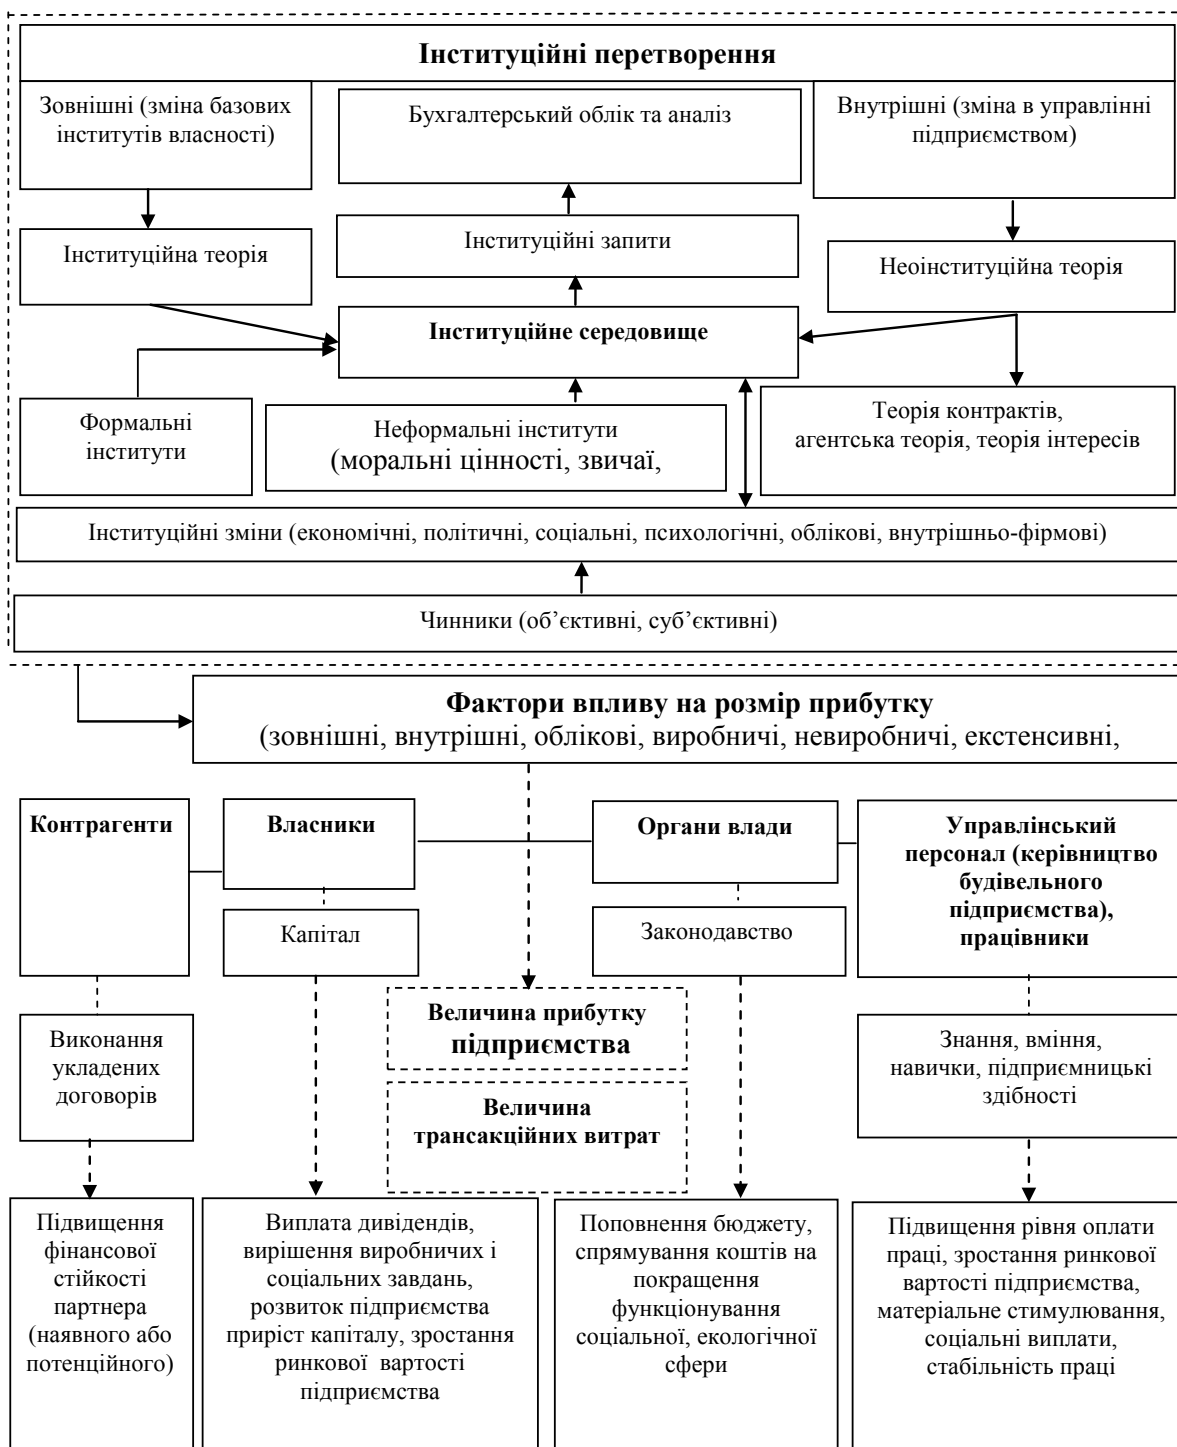 Інституційні перетворення
Зовнішні (зміна базових
інститутів власності)
Бухгалтерський облік та аналіз
Внутрішні (зміна в управлінні
підприємством)
Інституційна теорія
Інституційні запити
Неоінституційна теорія
Інституційне середовище
Формальні
інститути
Неформальні інститути
(моральні цінності, звичаї,
Теорія контрактів,
агентська теорія, теорія інтересів
Інституційні зміни (економічні, політичні, соціальні, психологічні, облікові, внутрішньо-фірмові)
Чинники (об’єктивні, суб’єктивні)
Фактори впливу на розмір прибутку
(зовнішні, внутрішні, облікові, виробничі, невиробничі, екстенсивні,
Контрагенти
Власники
Органи влади
Управлінський
персонал (керівництво
будівельного
підприємства),
працівники
Капітал
Законодавство
Величина прибутку
підприємства
Виконання
укладених
договорів
Знання, вміння,
навички, підприємницькі
здібності
Величина
трансакційних витрат
Підвищення
фінансової
стійкості
партнера
(наявного або
потенційного)
Виплата дивідендів,
вирішення виробничих і
соціальних завдань,
розвиток підприємства
приріст капіталу, зростання
ринкової вартості
підприємства
Поповнення бюджету,
спрямування коштів на
покращення
функціонування
соціальної, екологічної
сфери
Підвищення рівня оплати
праці, зростання ринкової
вартості підприємства,
матеріальне стимулювання,
соціальні виплати,
стабільність праці